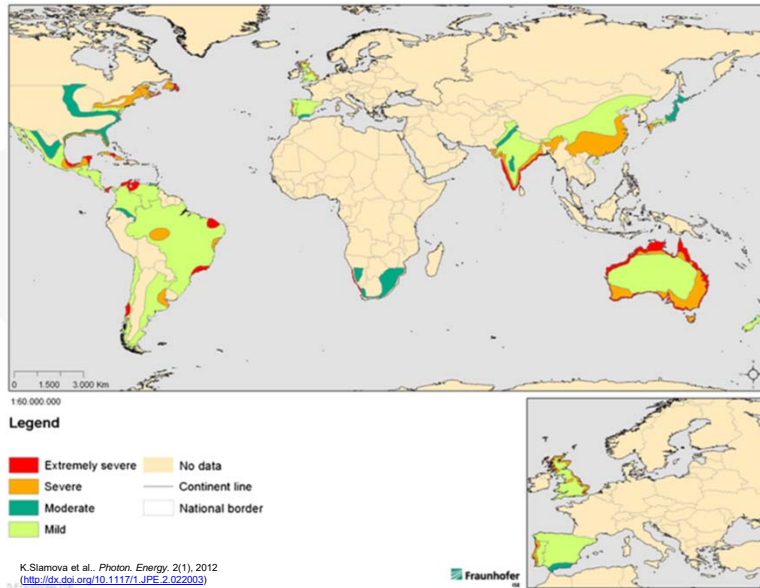 0 1.500 3.000 Km
1:60.000.000
Legend
Extremely severe
No data
Severe
Continent line
Moderate
National border
Mild
K.Slamova et al.. Photon. Energy. 2(1), 2012
(http://dx.doi.org/10.1117/1.JPE.2.022003)
Fraunhofer
ISE